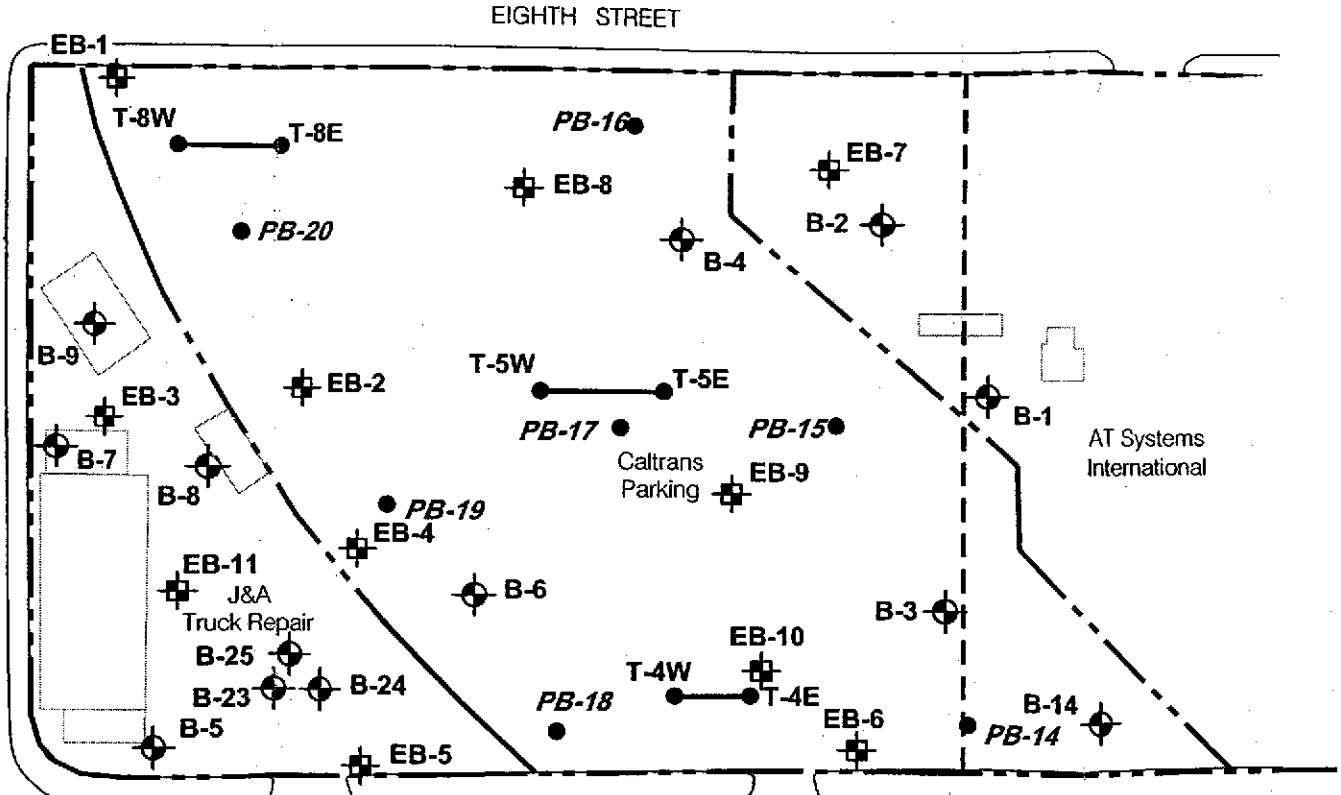 EIGHTH STREET
EB-1
T-8W
T-8E
PB-16
EB-7
EB-8
B-2
PB-20
B-4
B-9
T-5W
T-5E
EB-2
EB-3
B-1
PB-17
PB-15
AT Systems
International
B-7
Caltrans
Parking
EB-9
B-8
PB-19
EB-4
EB-11
J&A
Truck Repair
B-6
B-3
EB-10
B-25
T-4W
T-4E
B-23
B-24
PB-18
B-14
PB-14
B-5
EB-6
EB-5